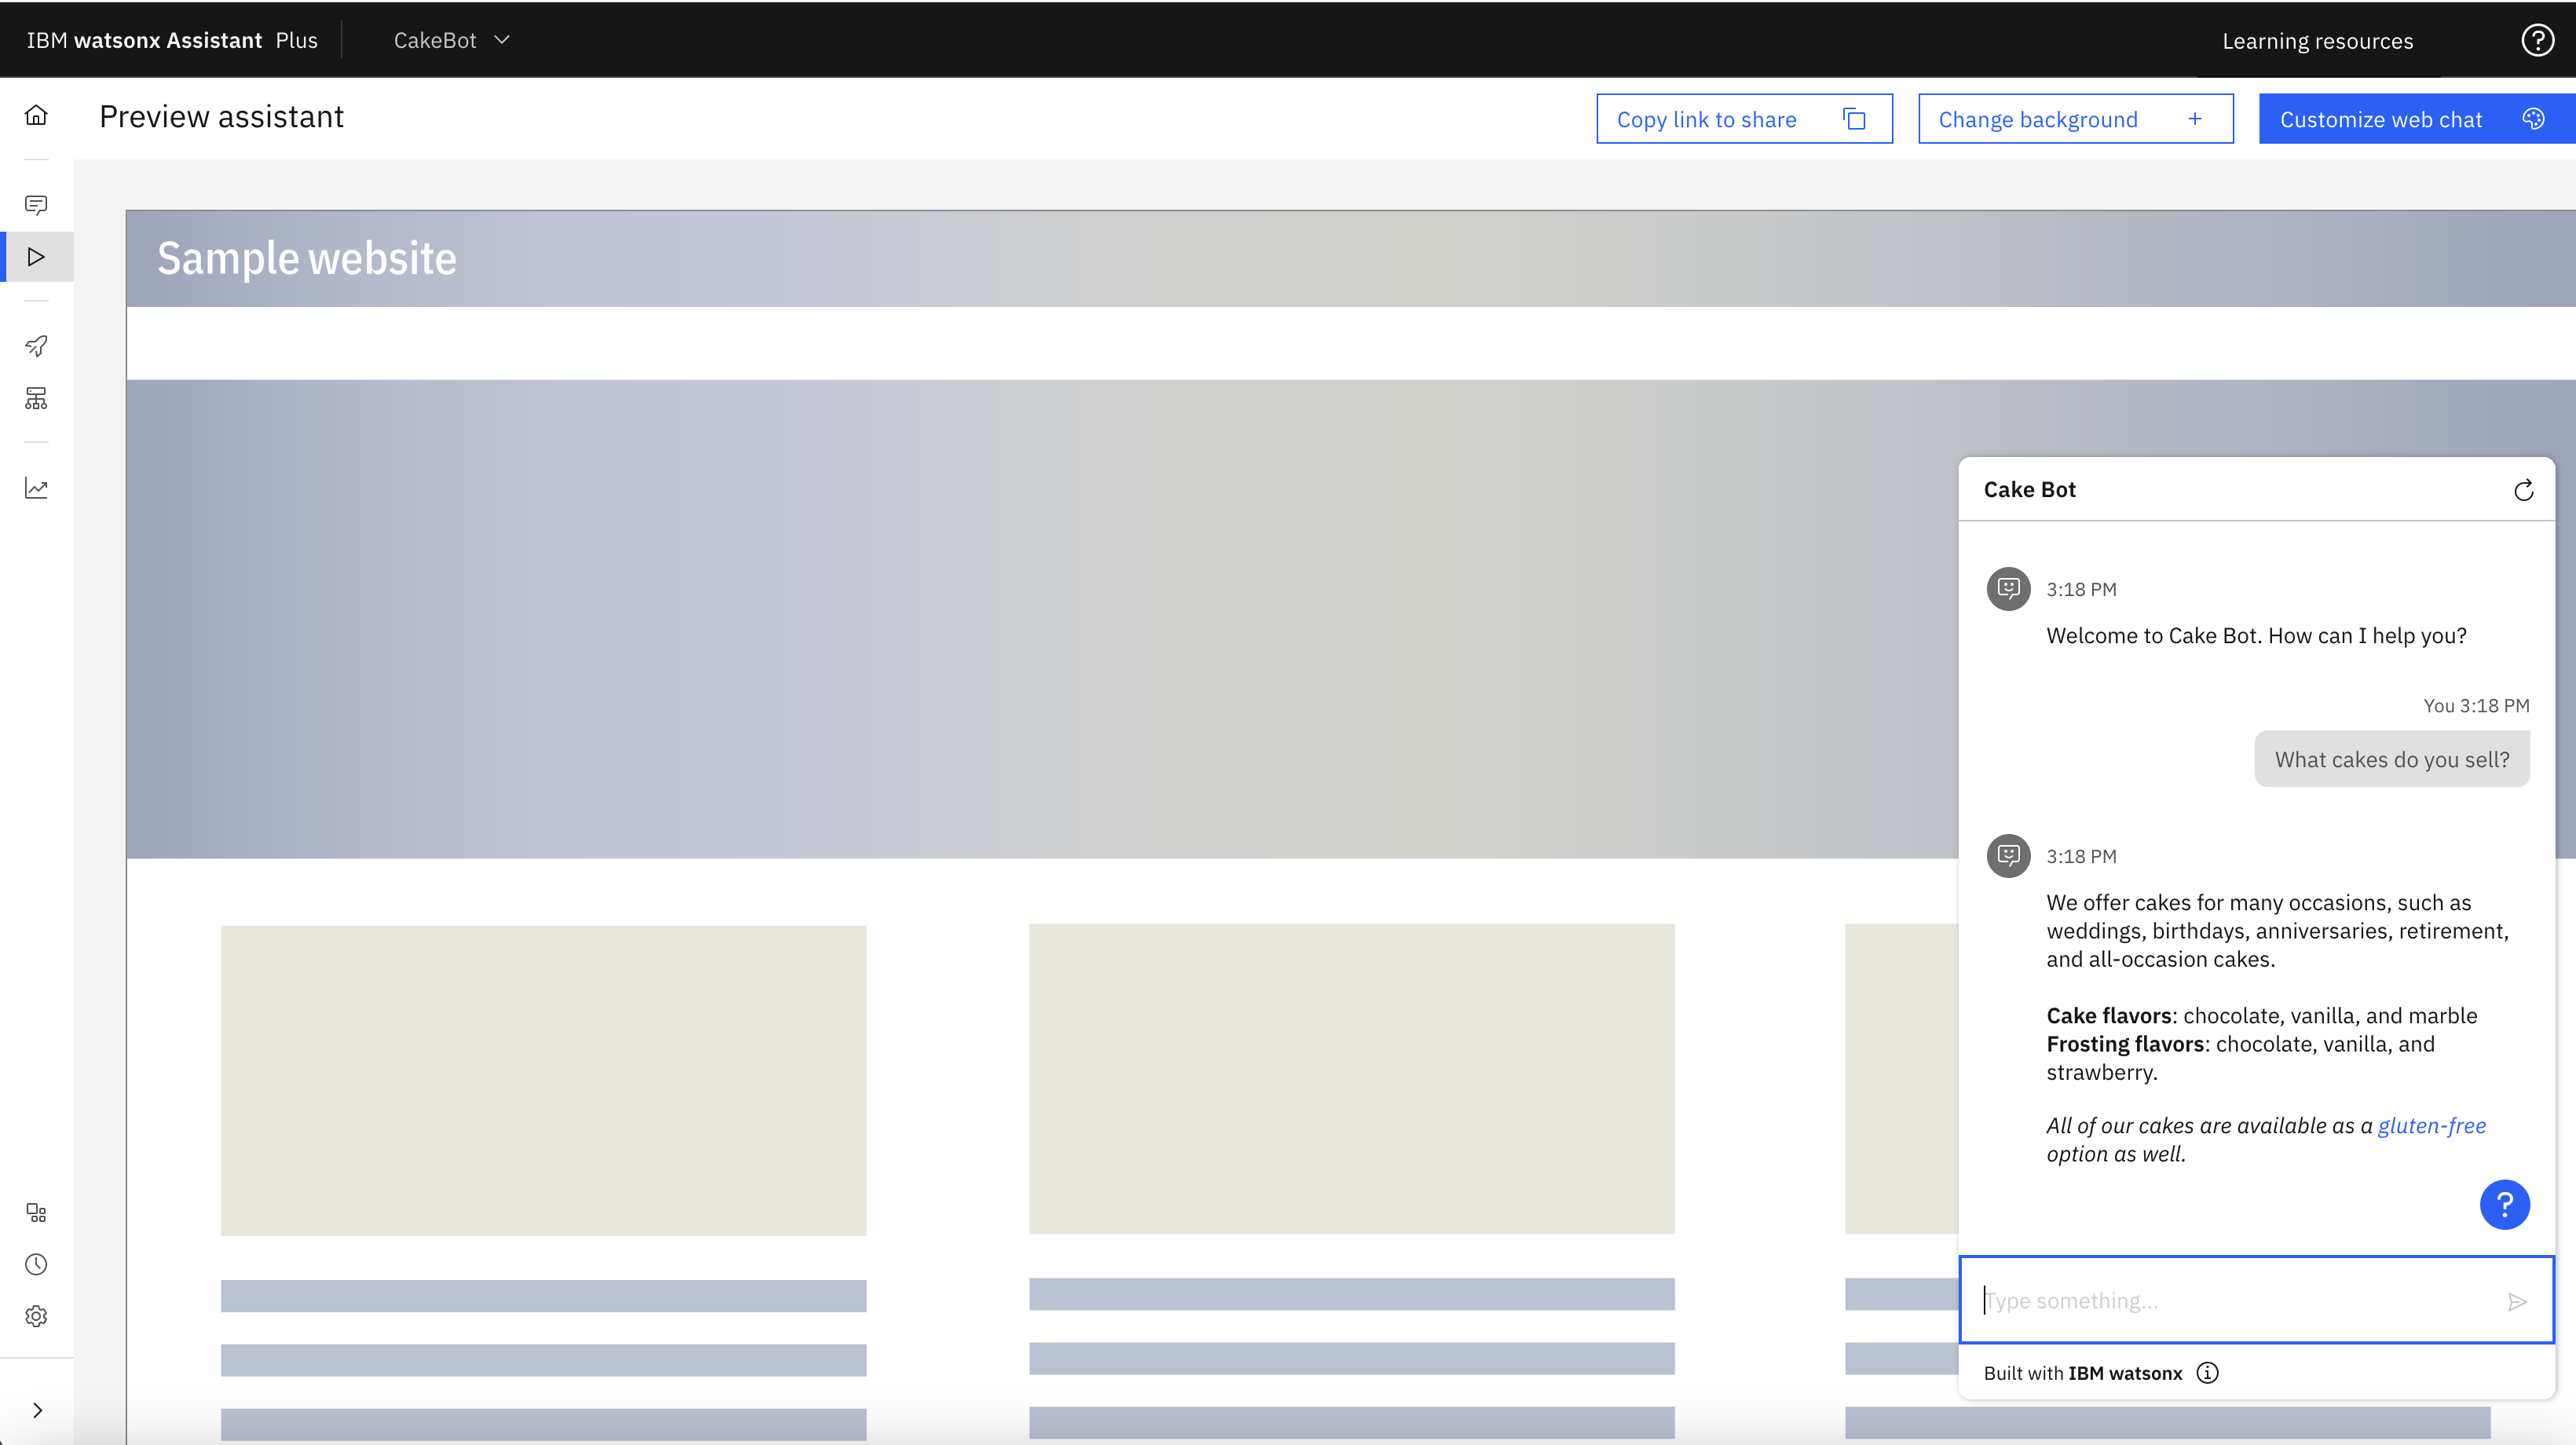 IBM watsonx Assistant Plus
CakeBot
Learning resources
Preview assistant
Copy link to share
Change background +
Customize web chat
Sample website
Cake Bot
3:18 PM
Welcome to Cake Bot. How can I help you?
You 3:18 PM
What cakes do you sell?
3:18 PM
We offer cakes for many occasions, such as
weddings, birthdays, anniversaries, retirement,
and all-occasion cakes.
Cake flavors: chocolate, vanilla, and marble
Frosting flavors: chocolate, vanilla, and
strawberry.
All of our cakes are available as a gluten-free
option as well.
?
Type something...
Built with IBM watsonx